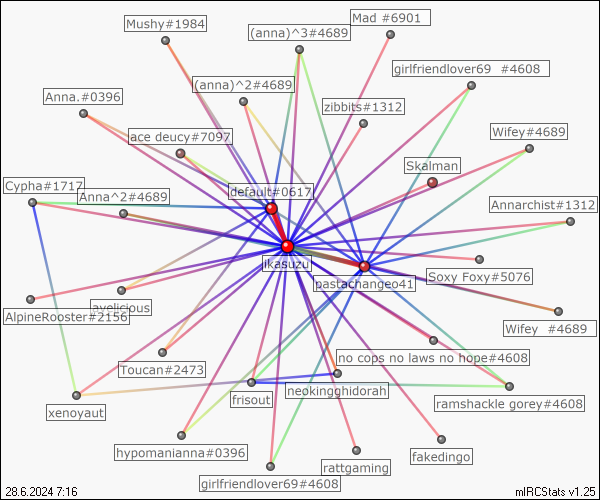 Mad #6901
Mushy#1984
(anna)^3#4689
girlfriendlover69 #4608
(anna)^2#4689
Anna.#0396
zibbits#1312
ace deucy#7097
Wifey#4689
Skalman
Cypha#1717
default#0617
Anna^2#4689
Annarchist#1312
ikasuzu
Soxy Foxy#5076
pastachangeo41
avelicious
AlpineRooster#2156
Wifey #4689
no cops no laws no hope#4608
Toucan#2473
neokingghidorah
frisout
ramshackle gorey#4608
xenoyaut
hypomanianna#0396
fakedingo
rattgaming
girlfriendlover69#4608
28.6.2024 7:16
mIRCStats v1.25